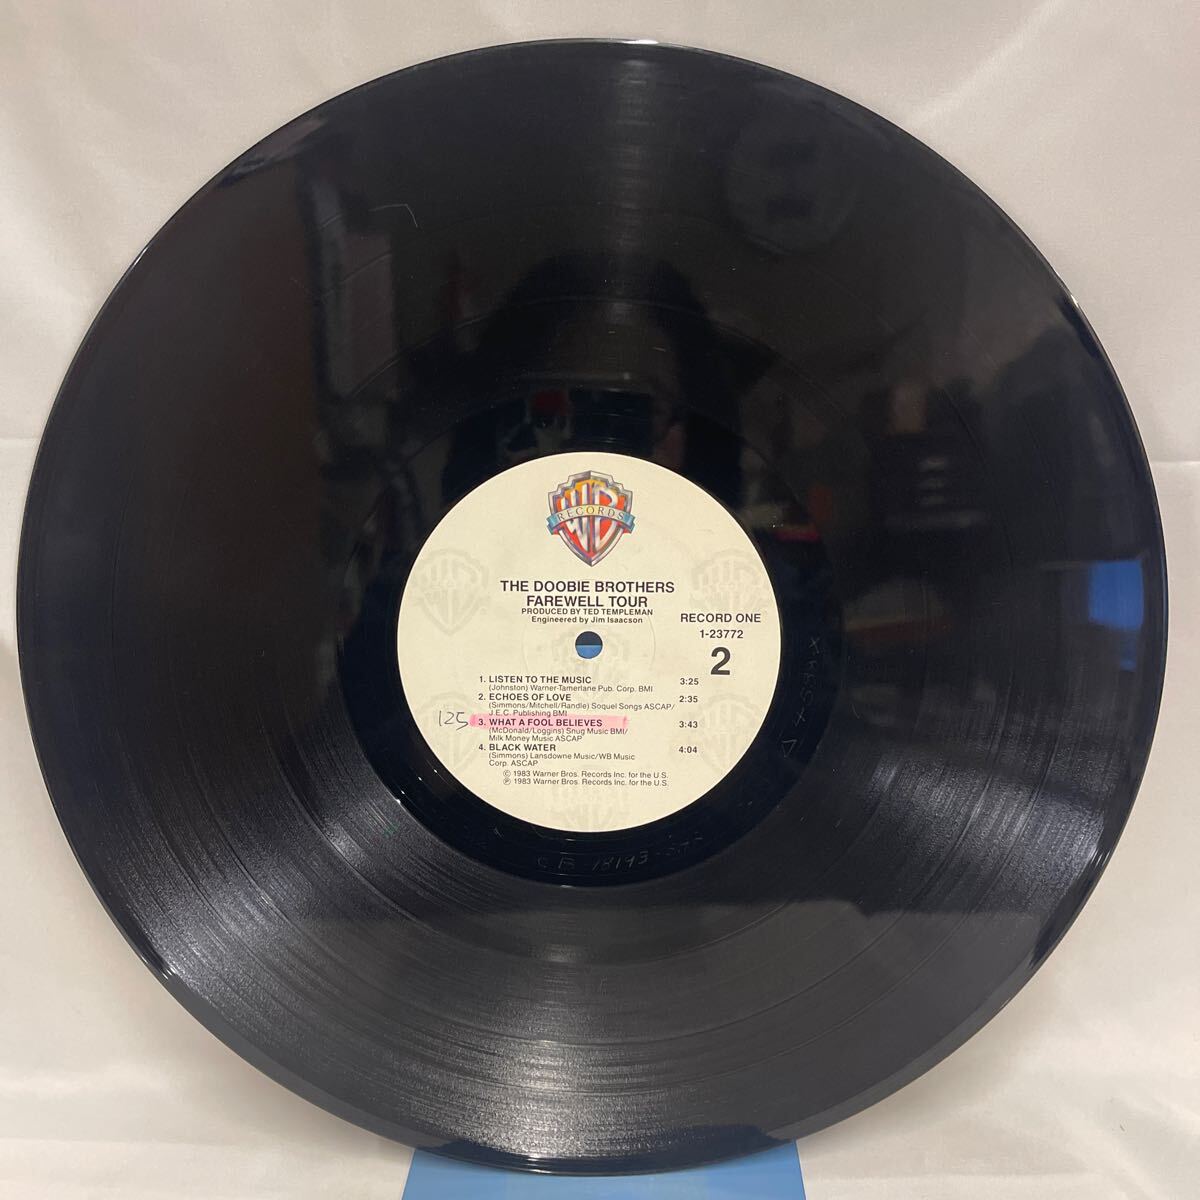 RECORDS
THE DOOBIE BROTHERS
FAREWELL TOUR
PRODUCED BY TED TEMPLEMAN
Engineered by Jim Isaacson
RECORD ONE
1-23772
2
1. LISTEN TO THE MUSIC 3:25
(Johnston) Warner-Tamerlane Pub. Corp. BMI
2. ECHOES OF LOVE 2:35
(Simmons/Mitchell/Randle) Soquel Songs ASCAP/
J.E.C. Publishing BMI
125 3. WHAT A FOOL BELIEVES 3:43
(McDonald/Loggins) Snug Music BMI/
Milk Money Music ASCAP
4. BLACK WATER 4:04
(Simmons) Lansdowne Music/WB Music
Corp. ASCAP
© 1983 Warner Bros. Records Inc. for the U.S.
℗ 1983 Warner Bros. Records Inc. for the U.S.